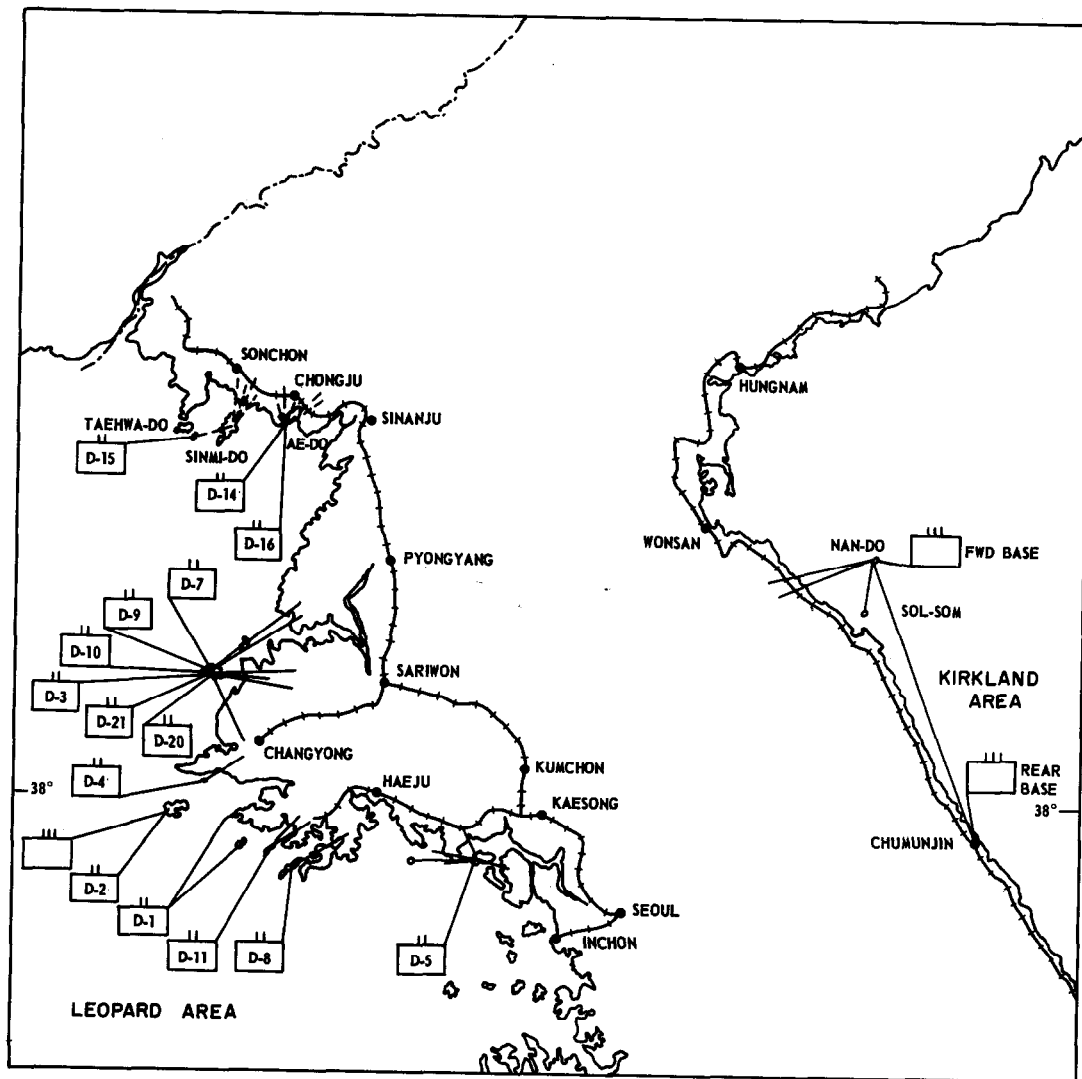 SONCHON
CHONGJU
HUNGNAM
TAEHWA-DO
SINANJU
D-15
SINMI-DO
AE-DO
D-14
D-16
WONSAN
NAN-DO
FWD BASE
PYONGYANG
D-7
D-9
SOL-SOM
D-10
D-3
SARIWON
KIRKLAND
AREA
D-21
D-20
CHANGYONG
D-4
KUMCHON
REAR
BASE
38°
HAEJU
KAESONG
38°
CHUMUNJIN
D-2
D-1
SEOUL
D-11
D-8
D-5
INCHON
LEOPARD AREA